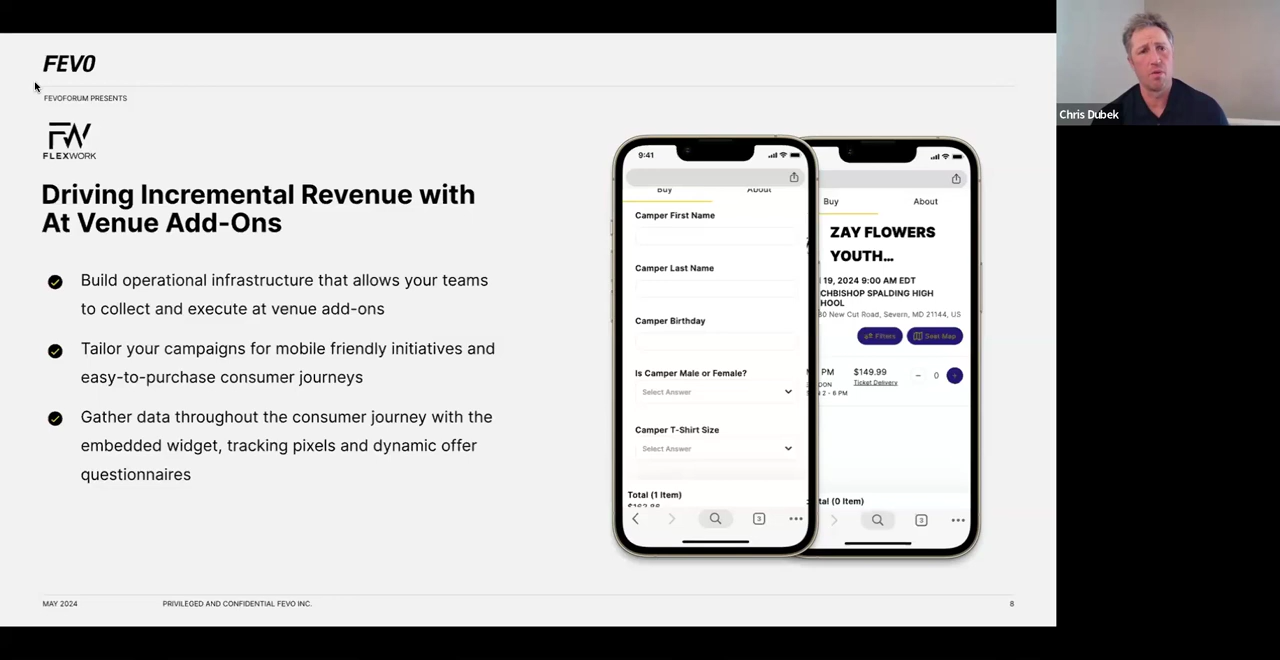 FEVO
FEVOFORUM PRESENTS
FW
FLEXWORK
Driving Incremental Revenue with
At Venue Add-Ons
Build operational infrastructure that allows your teams
to collect and execute at venue add-ons
Tailor your campaigns for mobile friendly initiatives and
easy-to-purchase consumer journeys
Gather data throughout the consumer journey with the
embedded widget, tracking pixels and dynamic offer
questionnaires
9:41
Buy About
Camper First Name
Camper Last Name
Camper Birthday
Is Camper Male or Female?
Select Answer
Camper T-Shirt Size
Select Answer
Total (1 Item)
3
Buy About
ZAY FLOWERS
YOUTH...
19, 2024 9:00 AM EDT
CHBISHOP SPALDING HIGH
HOOL
30 New Cut Road, Severn, MD 21144, US
Filters Seat Map
PM $149.99 - 0 +
Ticket Delivery
2 - 6 PM
tal (0 Item)
3
MAY 2024 PRIVILEGED AND CONFIDENTIAL FEVO INC. 8
Chris Dubek